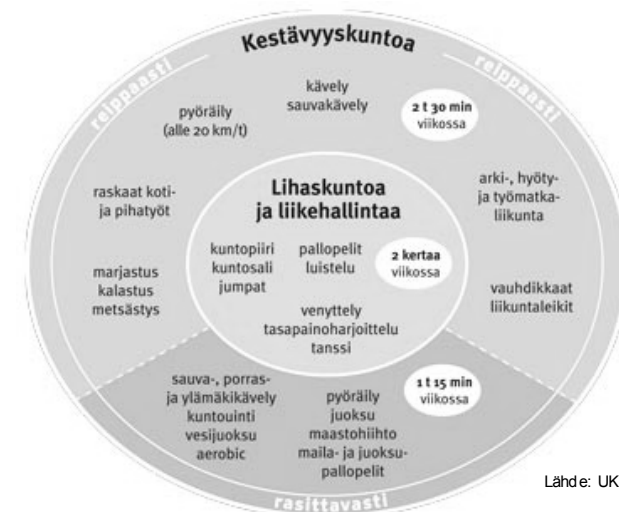 Kestävyyskuntoa
reippaasti
reippaasti
kävely
sauvakävely
2 t 30 min
viikossa
pyöräily
(alle 20 km/t)
raskaat koti-
ja pihatyöt
marjastus
kalastus
metsästys
arki-, hyöty-
ja työmatka-
liikunta
vauhdikkaat
liikuntaleikit
Lihaskuntoa
ja liikehallintaa
kuntopiiri
kuntosali
jumpat
pallopelit
luistelu
2 kertaa
viikossa
venyttely
tasapainoharjoittelu
tanssi
sauva-, porras-
ja ylämäkikävely
kuntouinti
vesijuoksu
aerobic
pyöräily
juoksu
maastohiihto
maila- ja juoksu-
pallopelit
1 t 15 min
viikossa
rasittavasti
Lähde: UK